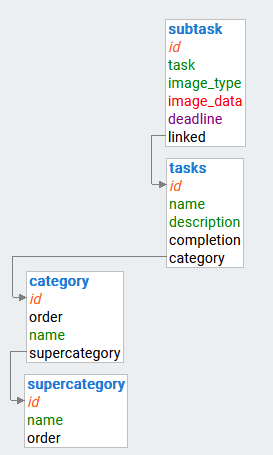 subtask
id
task
image_type
image_data
deadline
linked
tasks
id
name
description
completion
category
category
id
order
name
supercategory
supercategory
id
name
order